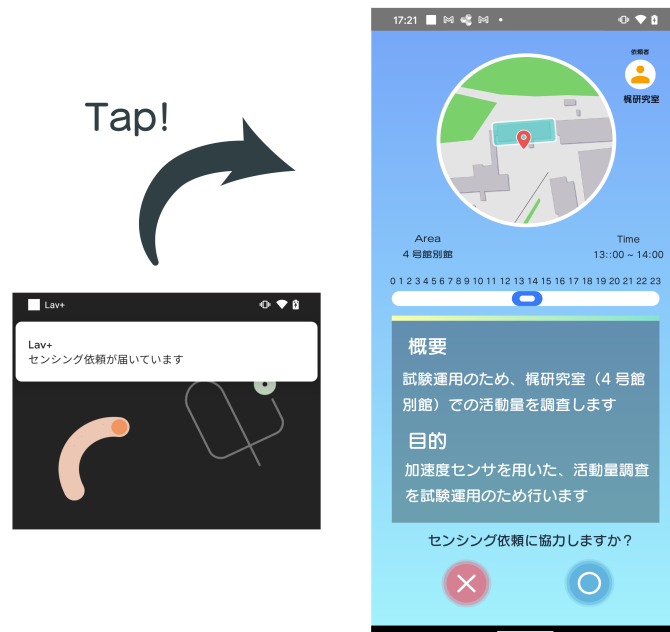 Tap!
Lav+
Lav+
センシング依頼が届いています
17:21
依頼者
梶研究室
Area
4 号館別館
Time
13::00 ~ 14:00
0 1 2 3 4 5 6 7 8 9 10 11 12 13 14 15 16 17 18 19 20 21 22 23
概要
試験運用のため、梶研究室（4 号館
別館）での活動量を調査します
目的
加速度センサを用いた、活動量調査
を試験運用のため行います
センシング依頼に協力しますか？